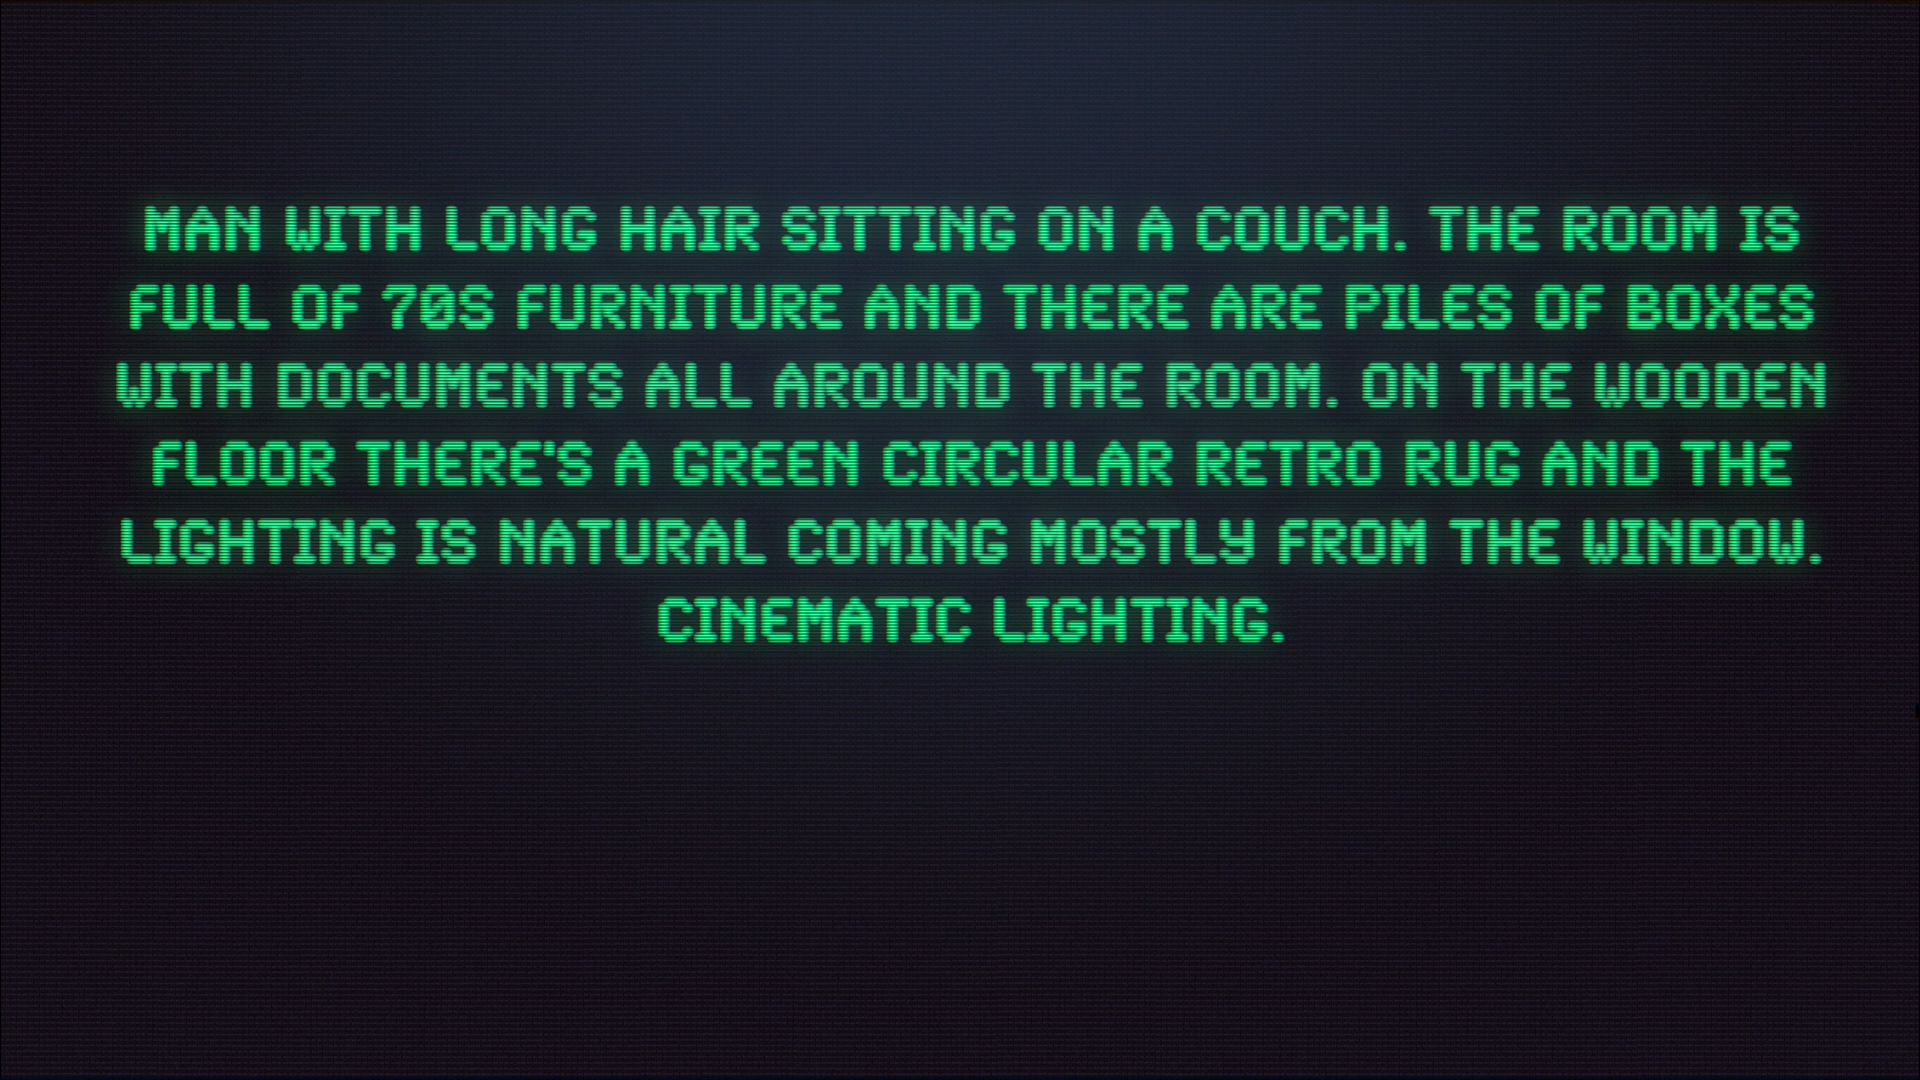 MAN WITH LONG HAIR SITTING ON A COUCH. THE ROOM IS
FULL OF 70S FURNITURE AND THERE ARE PILES OF BOXES
WITH DOCUMENTS ALL AROUND THE ROOM. ON THE WOODEN
FLOOR THERE'S A GREEN CIRCULAR RETRO RUG AND THE
LIGHTING IS NATURAL COMING MOSTLY FROM THE WINDOW.
CINEMATIC LIGHTING.